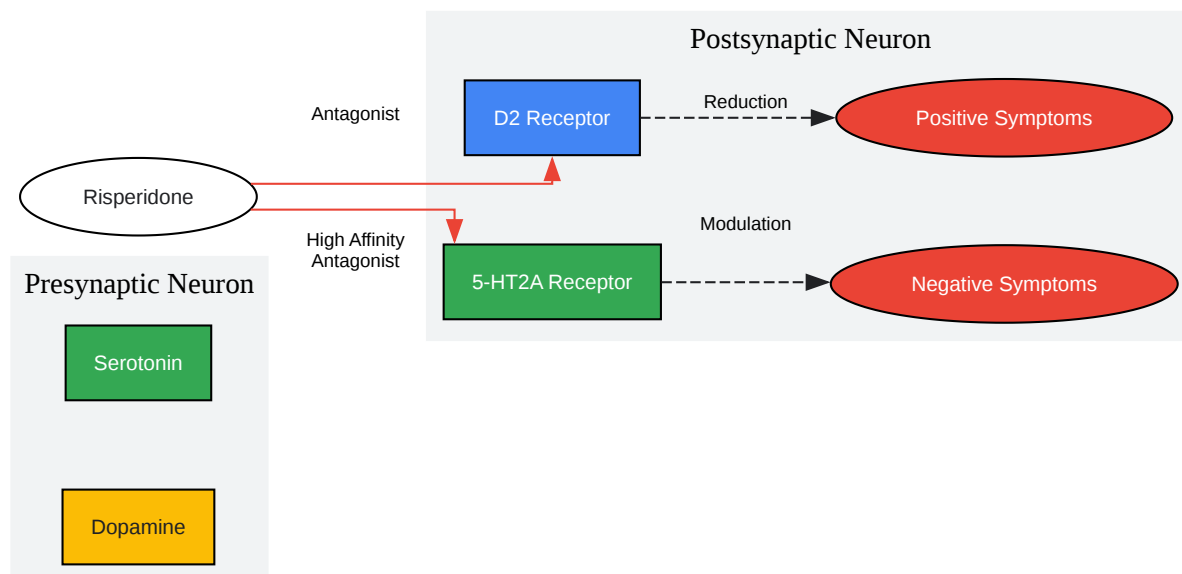 Postsynaptic Neuron
Antagonist
D2 Receptor
Reduction
Positive Symptoms
Risperidone
High Affinity
Antagonist
5-HT2A Receptor
Modulation
Negative Symptoms
Presynaptic Neuron
Serotonin
Dopamine